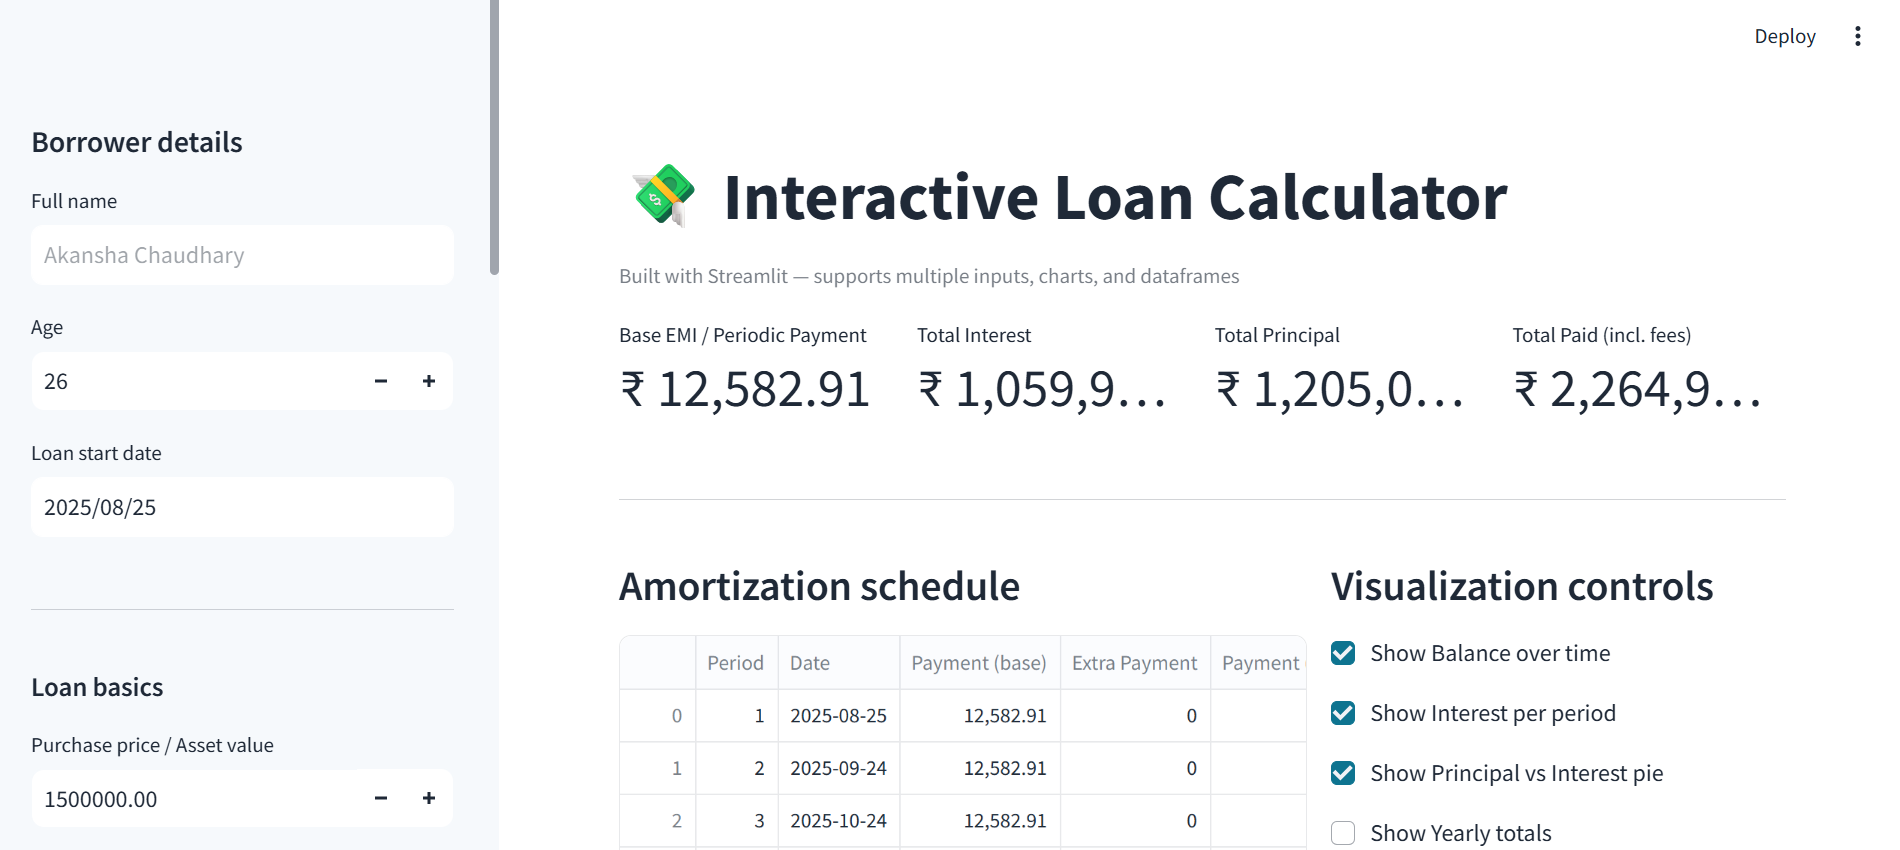 Deploy
Borrower details
Full name
Akansha Chaudhary
Age
26
Loan start date
2025/08/25
Loan basics
Purchase price / Asset value
1500000.00
Interactive Loan Calculator
Built with Streamlit — supports multiple inputs, charts, and dataframes
Base EMI / Periodic Payment Total Interest Total Principal Total Paid (incl. fees)
₹ 12,582.91 ₹ 1,059,9… ₹ 1,205,0… ₹ 2,264,9…
Amortization schedule
Period Date Payment (base) Extra Payment Payment
0 1 2025-08-25 12,582.91 0
1 2 2025-09-24 12,582.91 0
2 3 2025-10-24 12,582.91 0
Visualization controls
Show Balance over time
Show Interest per period
Show Principal vs Interest pie
Show Yearly totals